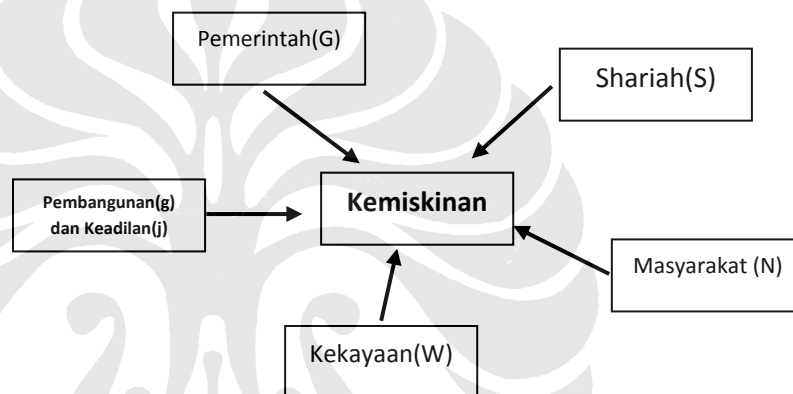 Pemerintah(G)
Shariah(S)
Pembangunan(g)
dan Keadilan(j)
Kemiskinan
Masyarakat (N)
Kekayaan(W)